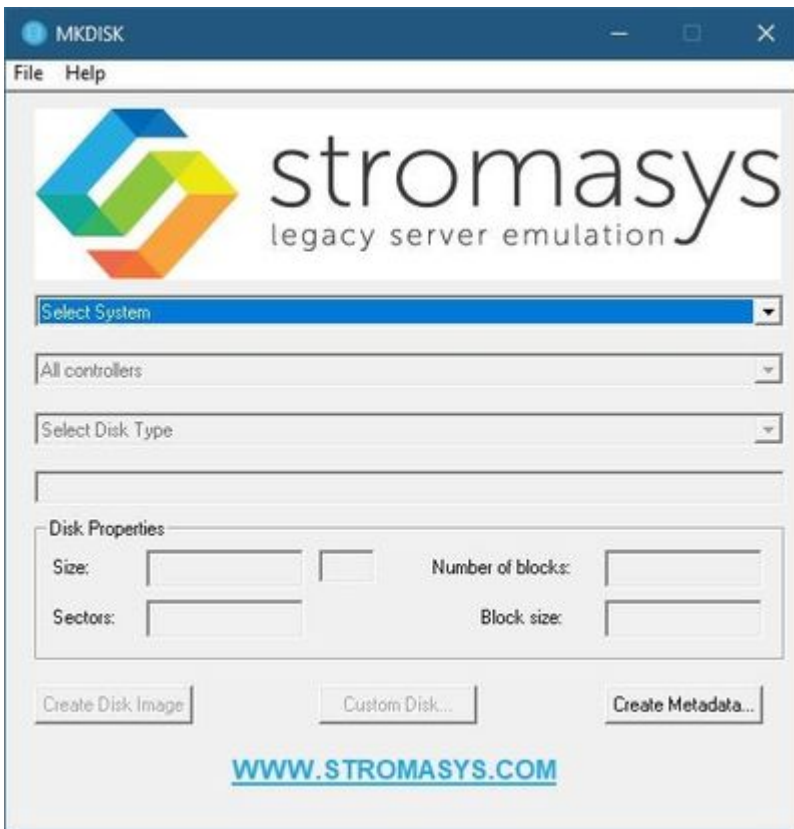 MKDISK
File Help
stromasys
legacy server emulation
Select System
All controllers
Select Disk Type
Disk Properties
Size: Number of blocks:
Sectors: Block size:
Create Disk Image Custom Disk... Create Metadata...
WWW.STROMASYS.COM